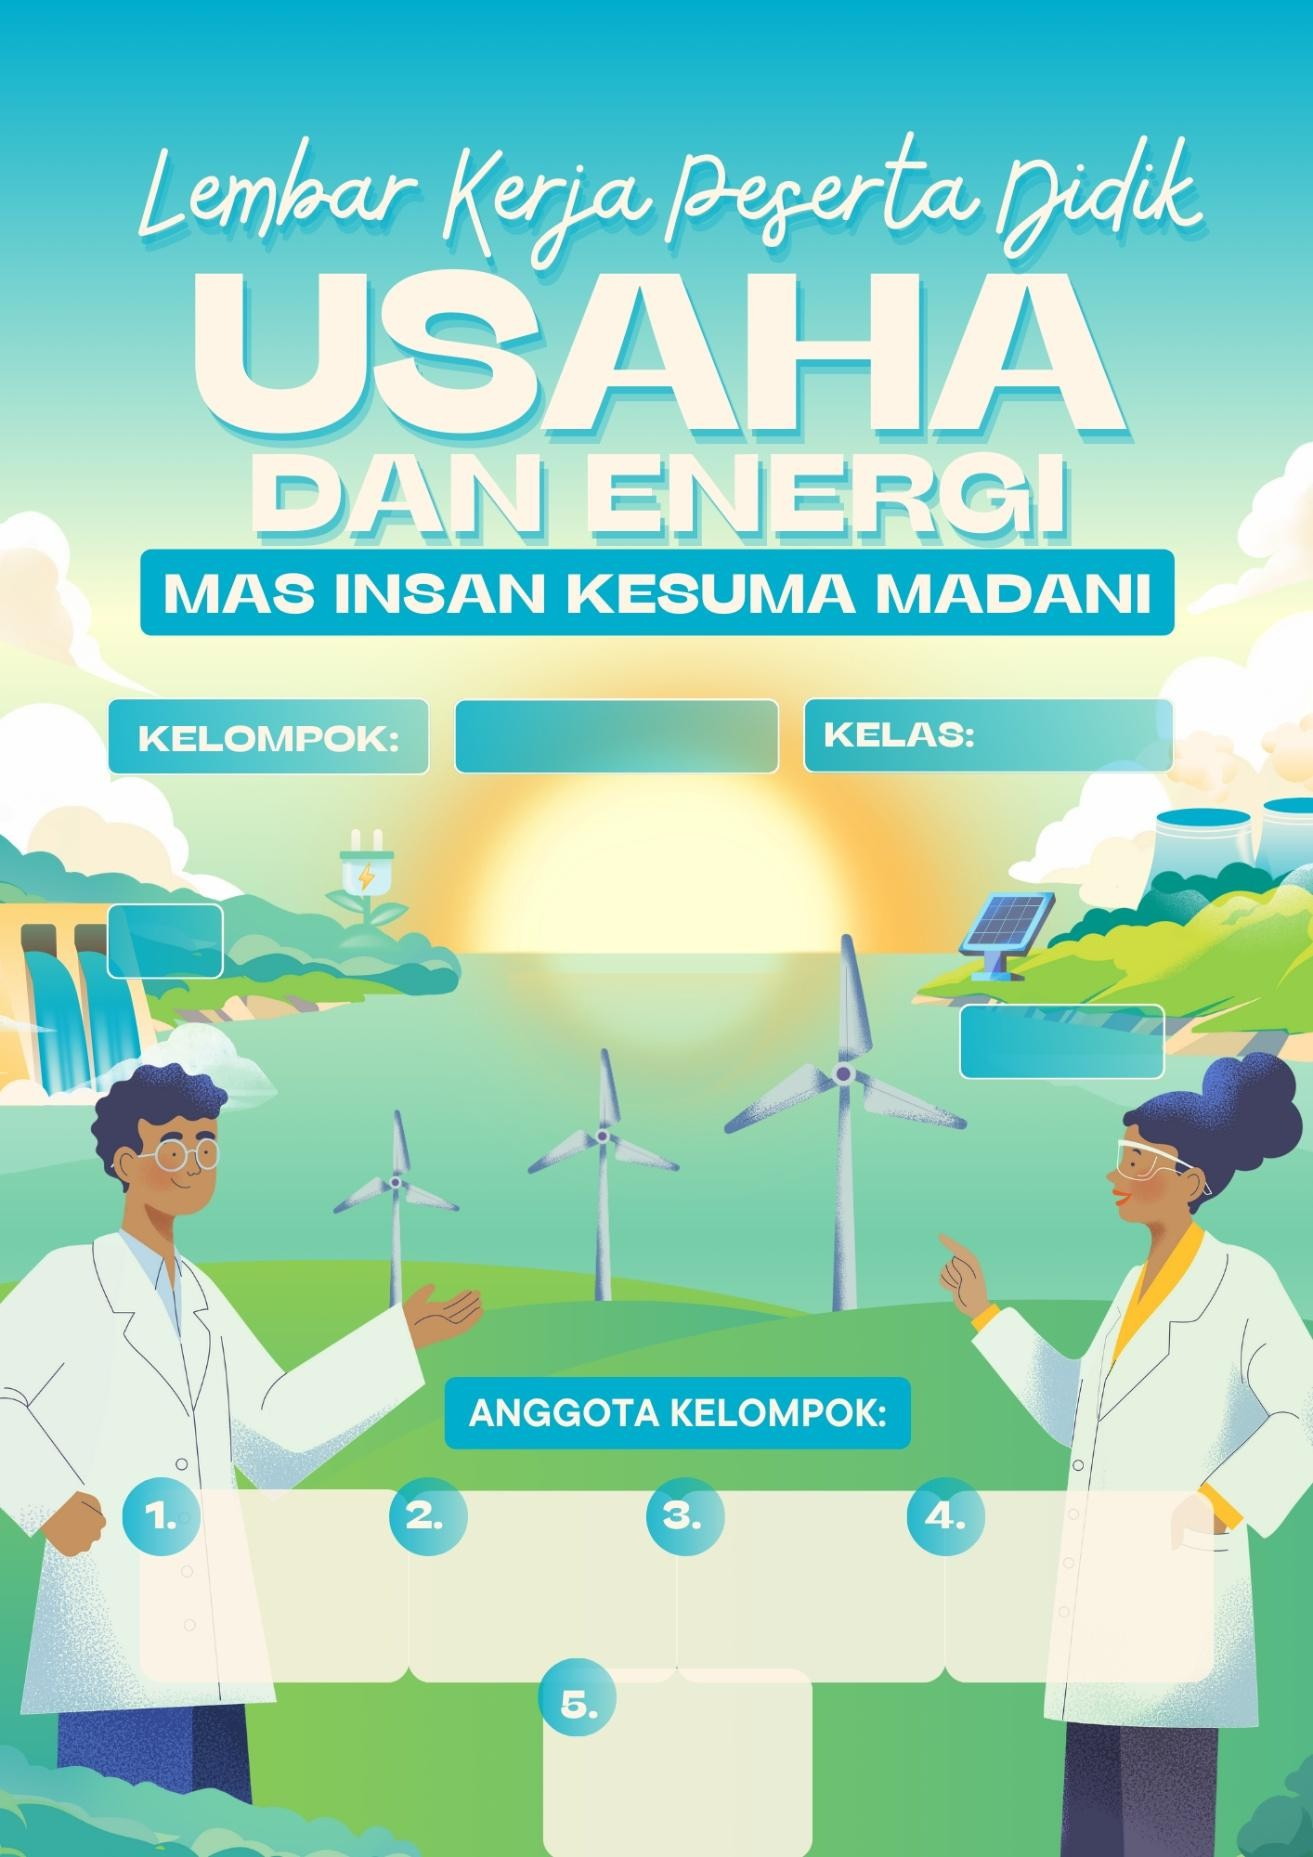 Lembar Kerja Peserta Didik
USAHA
DAN ENERGI
MAS INSAN KESUMA MADANI
KELOMPOK:
KELAS:
ANGGOTA KELOMPOK:
1.
2.
3.
4.
5.